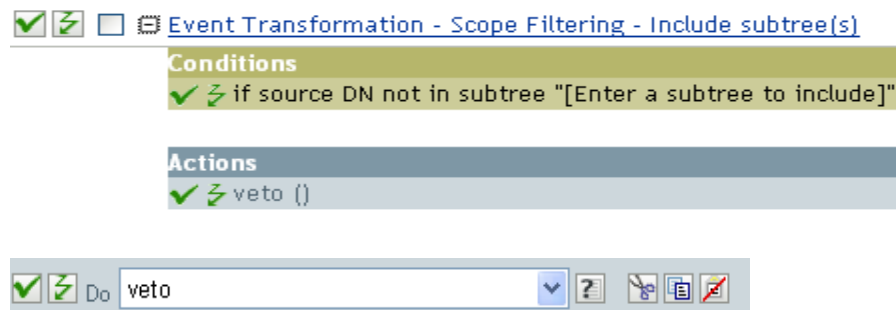 Event Transformation - Scope Filtering - Include subtree(s)
Conditions
if source DN not in subtree "[Enter a subtree to include]"
Actions
veto ()
Do veto